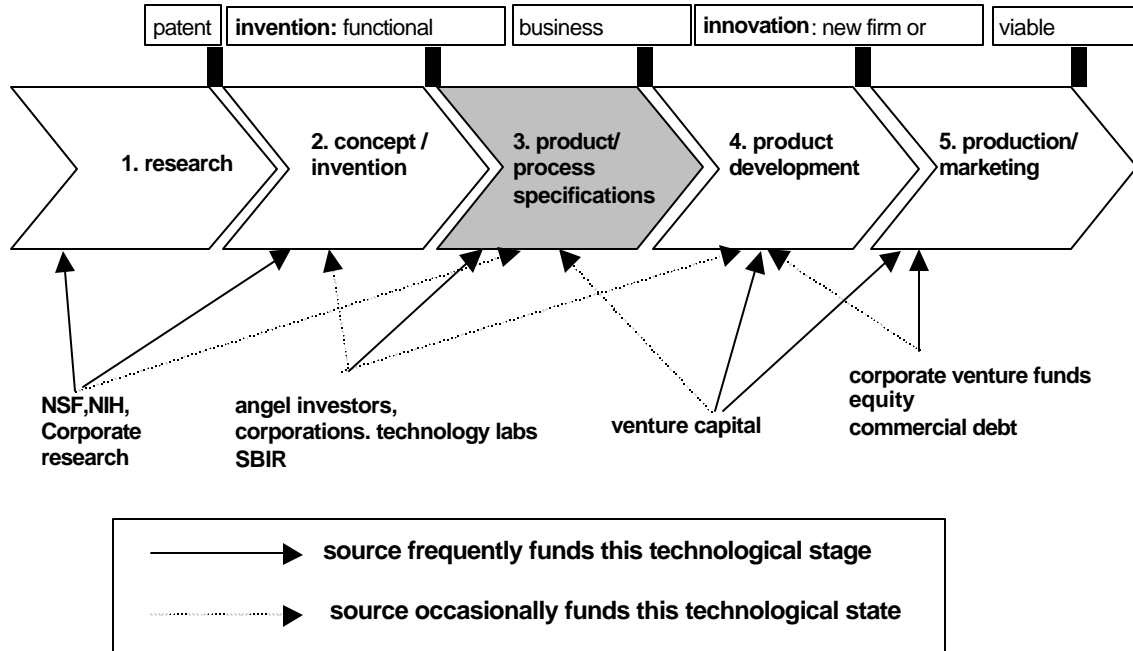 patent
invention: functional
business
innovation: new firm or
viable
1. research
2. concept /
invention
3. product/
process
specifications
4. product
development
5. production/
marketing
NSF,NIH,
Corporate
research
angel investors,
corporations. technology labs
SBIR
venture capital
corporate venture funds
equity
commercial debt
source frequently funds this technological stage
source occasionally funds this technological state